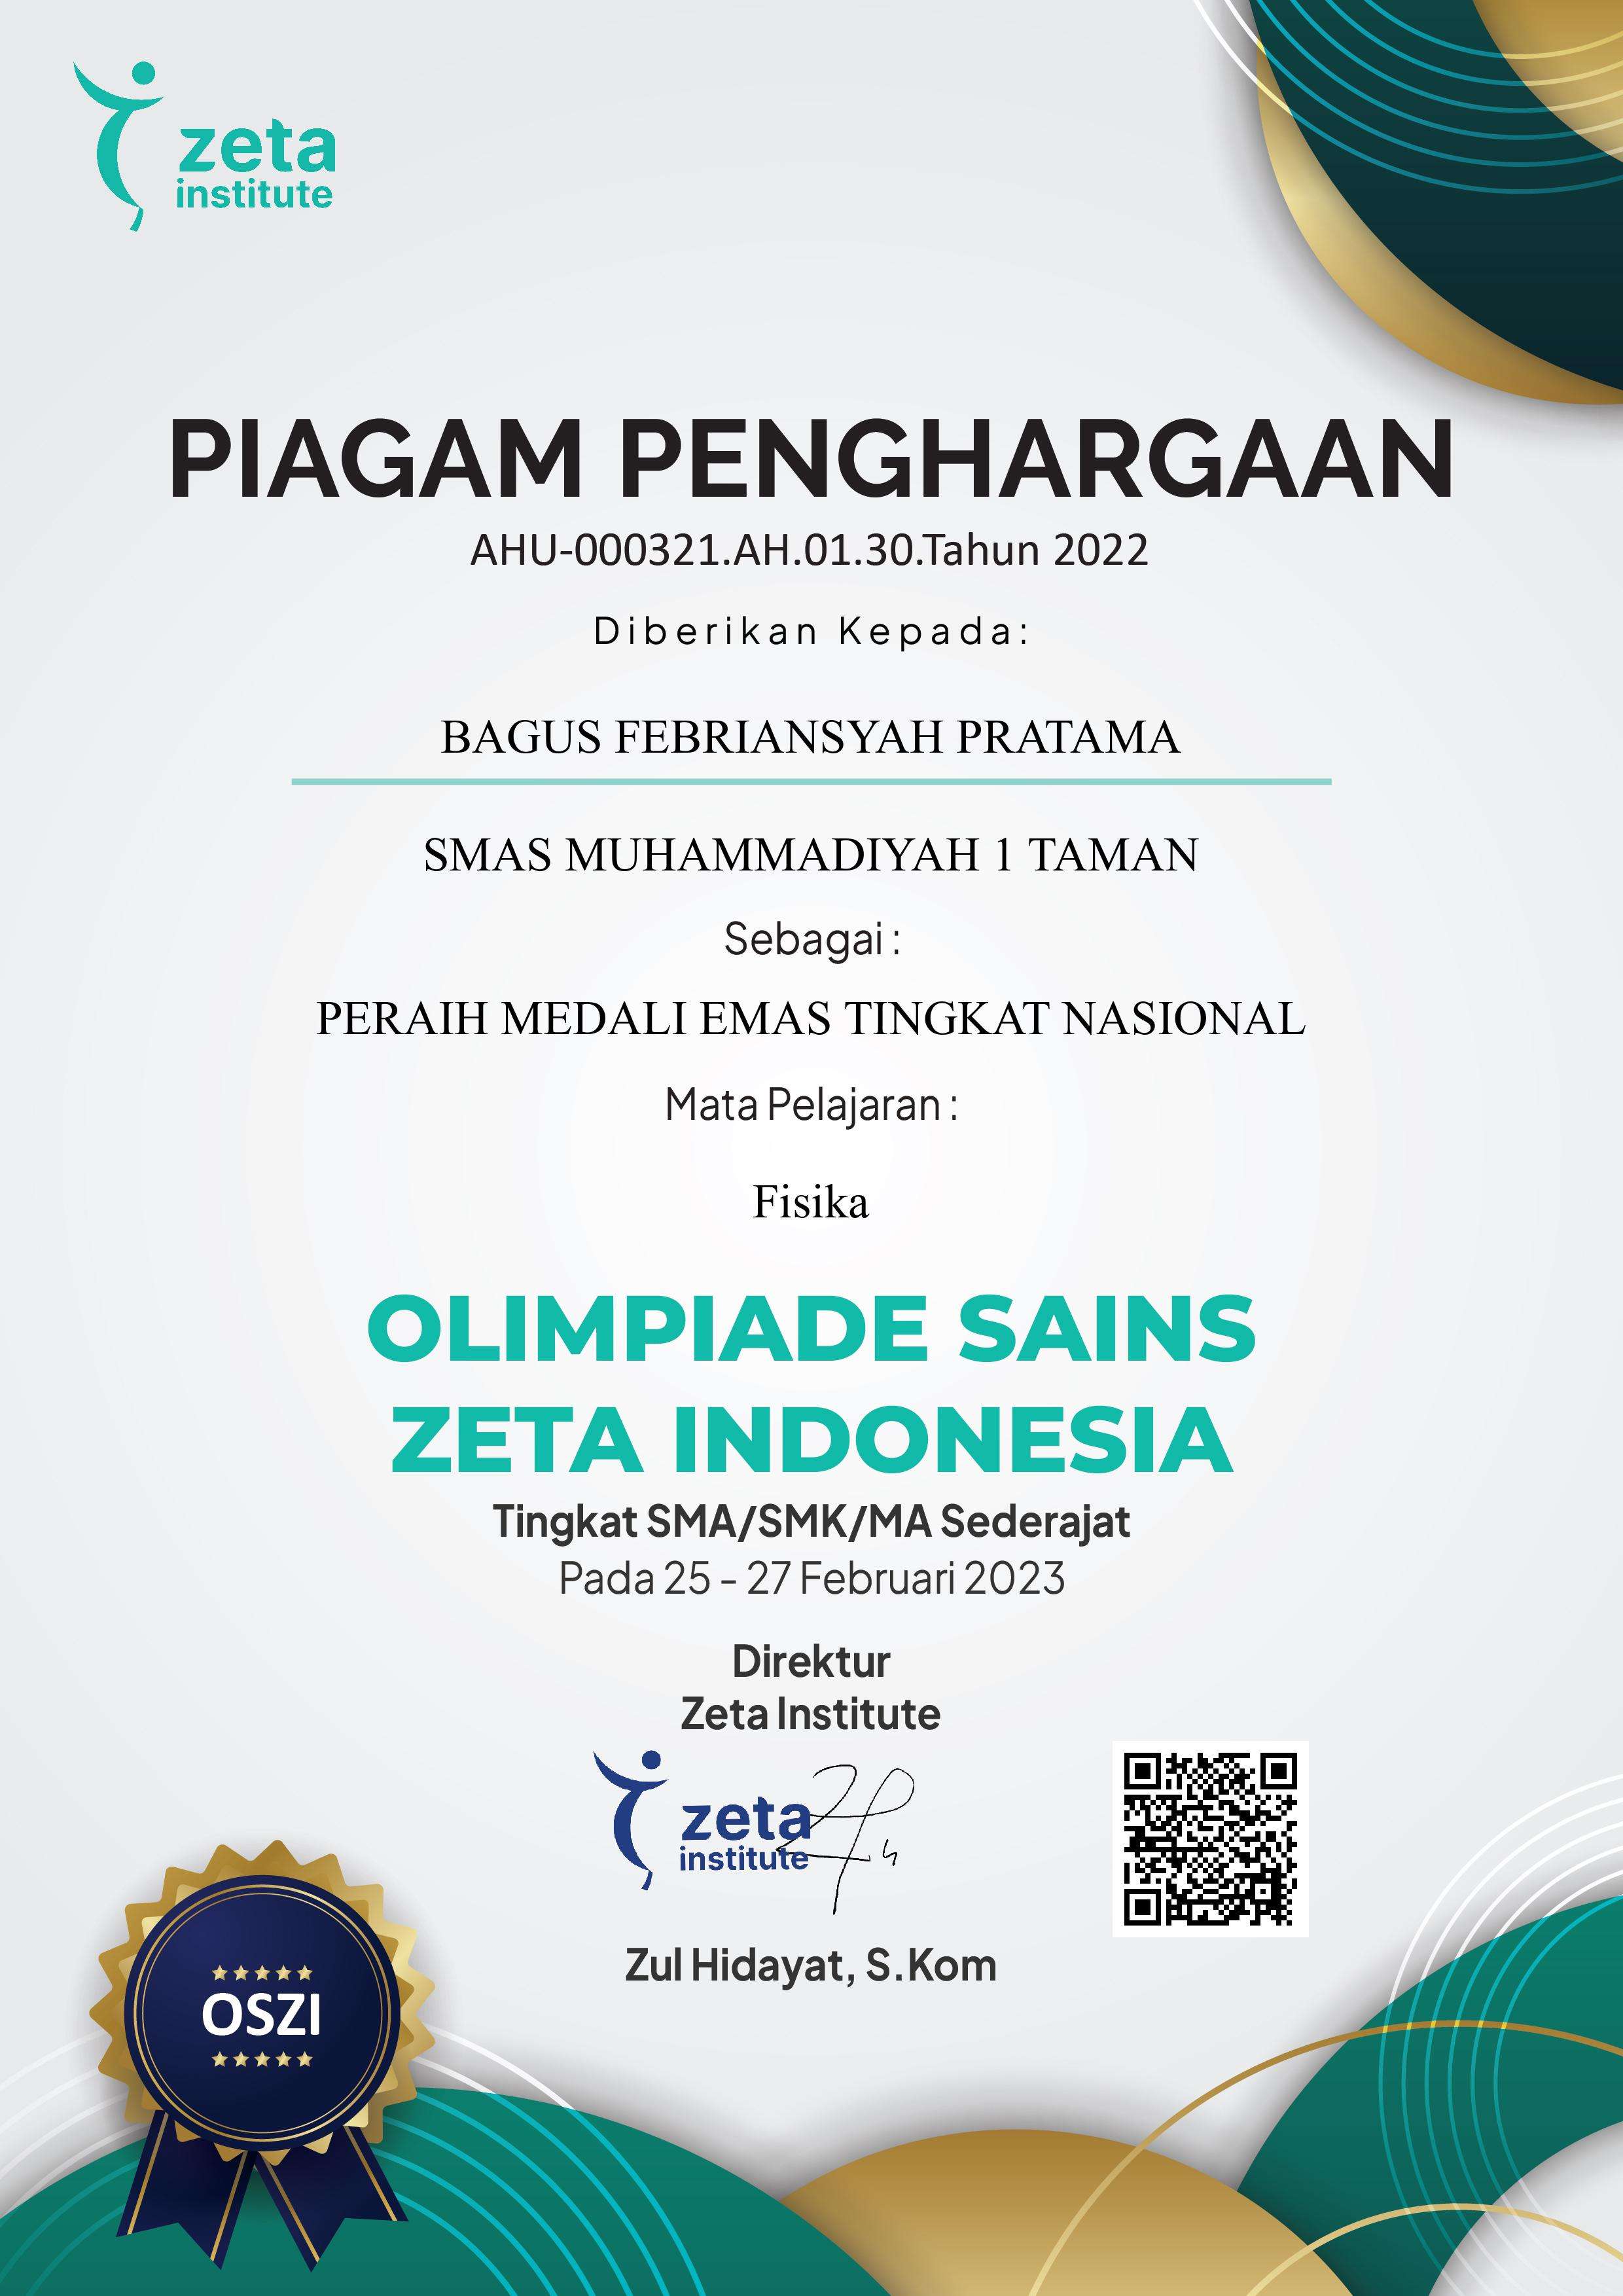 zeta
institute
PIAGAM PENGHARGAAN
AHU-000321.AH.01.30.Tahun 2022
Diberikan Kepada:
BAGUS FEBRIANSYAH PRATAMA
SMAS MUHAMMADIYAH 1 TAMAN
Sebagai :
PERAIH MEDALI EMAS TINGKAT NASIONAL
Mata Pelajaran :
Fisika
OLIMPIADE SAINS
ZETA INDONESIA
Tingkat SMA/SMK/MA Sederajat
Pada 25 - 27 Februari 2023
Direktur
Zeta Institute
zeta
institute
Zul Hidayat, S.Kom
OSZI